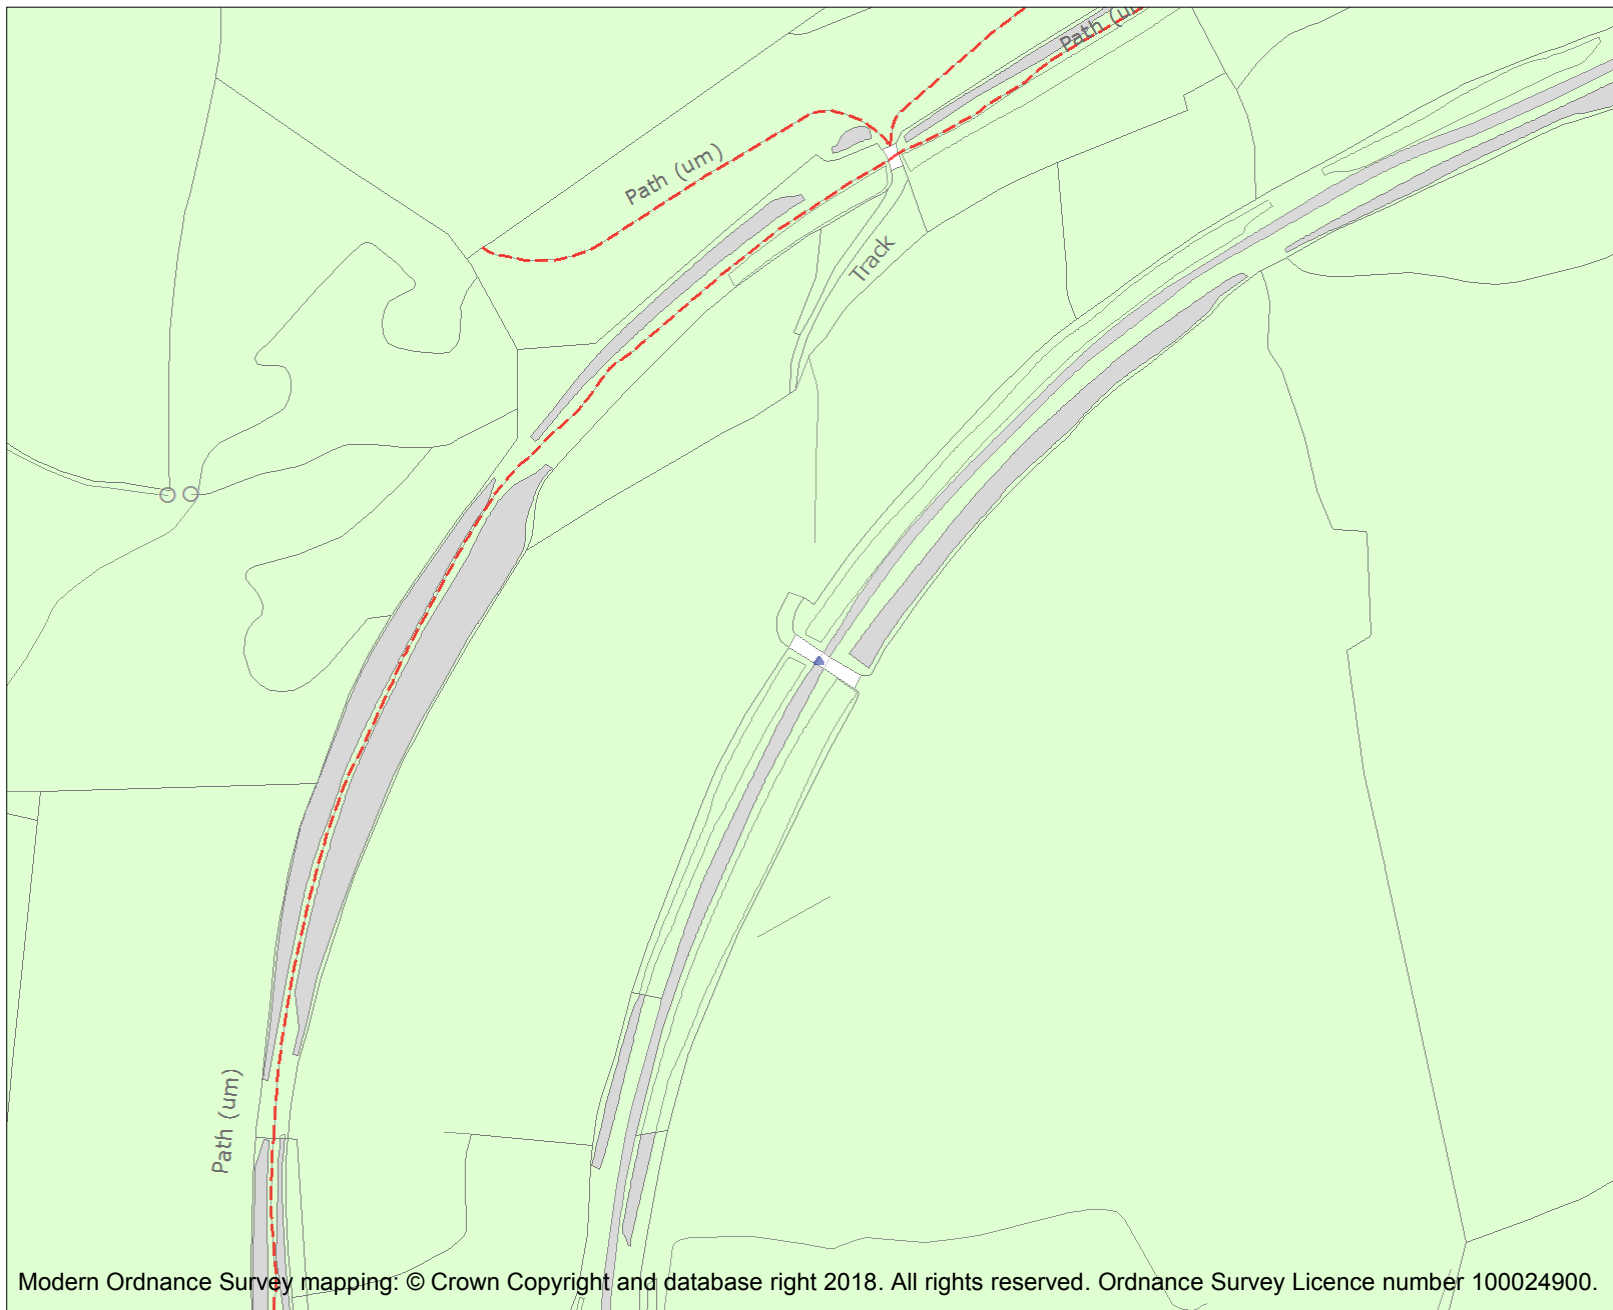 Path (u
Path (um)
Track
Path (um)
Modern Ordnance Survey mapping: © Crown Copyright and database right 2018. All rights reserved. Ordnance Survey Licence number 100024900.